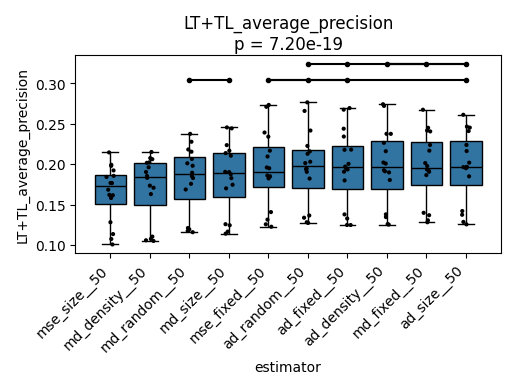 LT+TL_average_precision
p = 7.20e-19
LT+TL_average_precision
0.30
0.25
0.20
0.15
0.10
mse_size__50
md_density__50
md_random__50
md_size__50
mse_fixed__50
ad_random__50
ad_fixed__50
ad_density__50
md_fixed__50
ad_size__50
estimator